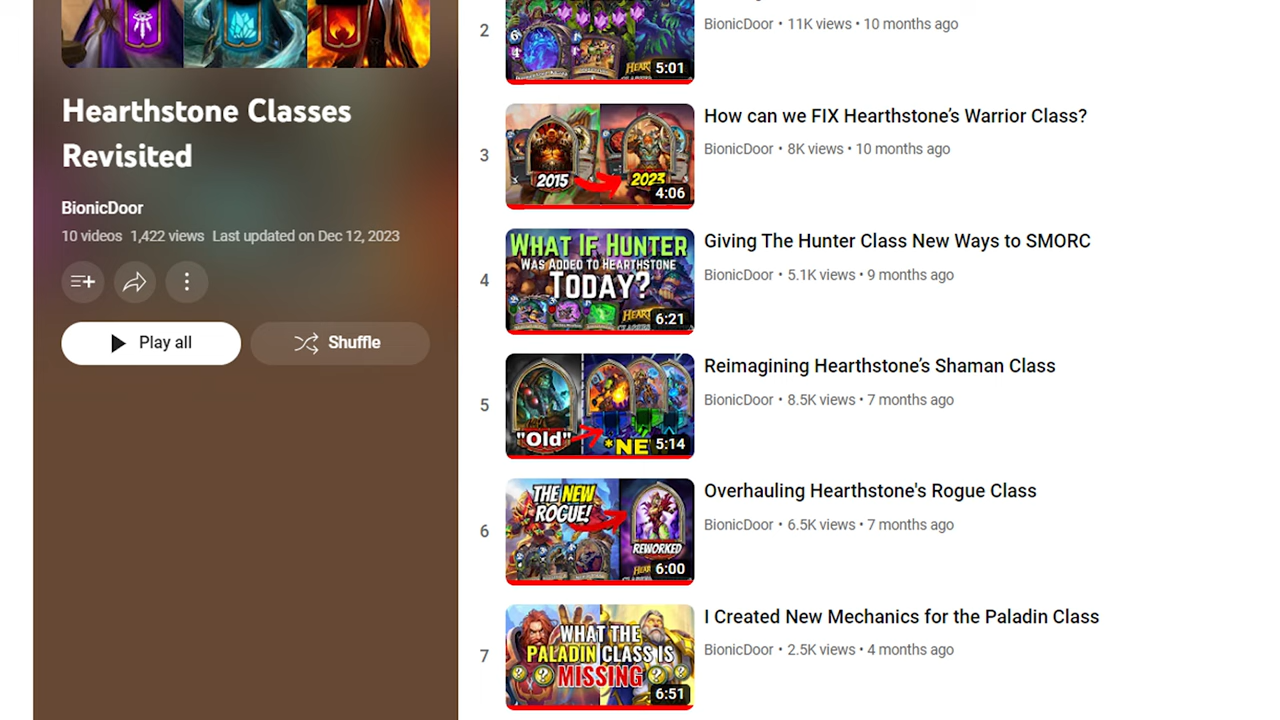 Hearthstone Classes
Revisited
BionicDoor
10 videos 1,422 views Last updated on Dec 12, 2023
Play all
Shuffle
2
5:01
BionicDoor • 11K views • 10 months ago
3
2015
2023
4:06
How can we FIX Hearthstone’s Warrior Class?
BionicDoor • 8K views • 10 months ago
4
WHAT IF HUNTER
WAS ADDED TO HEARTHSTONE
TODAY?
6:21
Giving The Hunter Class New Ways to SMORC
BionicDoor • 5.1K views • 9 months ago
5
"Old"
*NE
5:14
Reimagining Hearthstone’s Shaman Class
BionicDoor • 8.5K views • 7 months ago
6
THE NEW
ROGUE!
REWORKED
6:00
Overhauling Hearthstone's Rogue Class
BionicDoor • 6.5K views • 7 months ago
7
WHAT THE
PALADIN CLASS IS
MISSING
6:51
I Created New Mechanics for the Paladin Class
BionicDoor • 2.5K views • 4 months ago